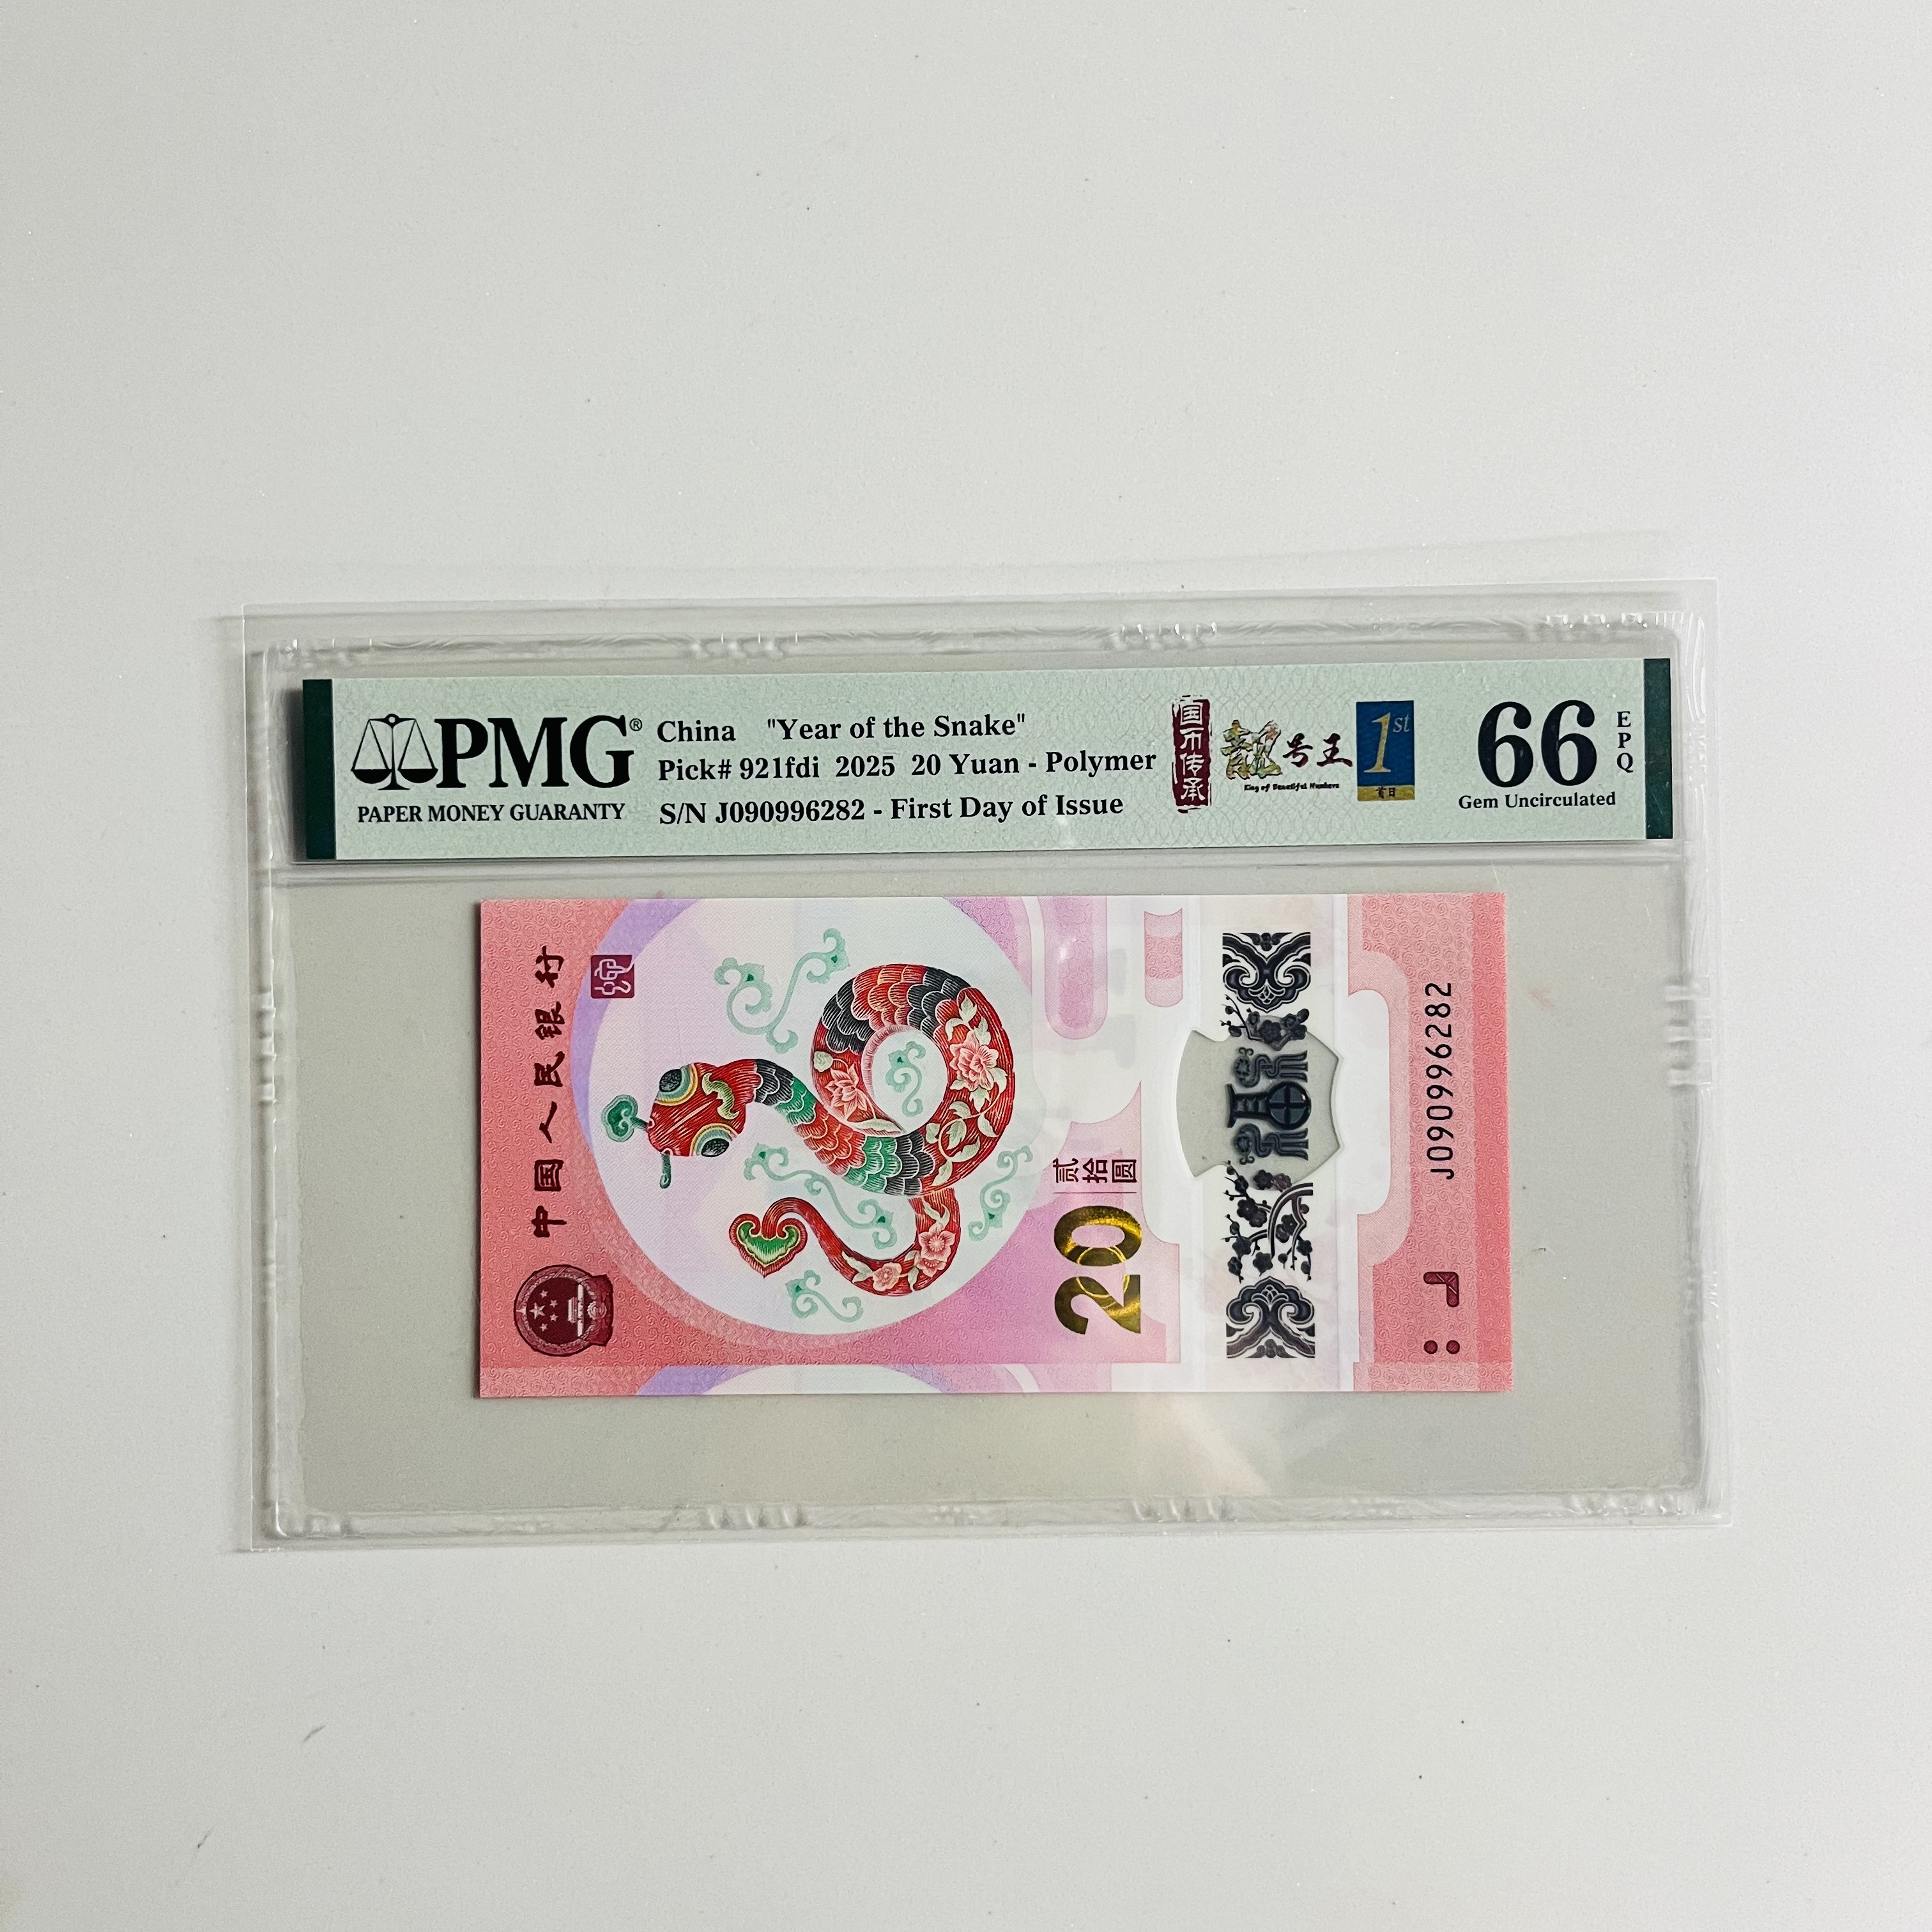 PMG®
PAPER MONEY GUARANTY
China "Year of the Snake"
Pick# 921fdi 2025 20 Yuan - Polymer
S/N J090996282 - First Day of Issue
国币传承
靓号王
King of Beautiful Numbers
1st
首日
66
EPQ
Gem Uncirculated
中国人民银行
20
贰拾圆
福
J090996282